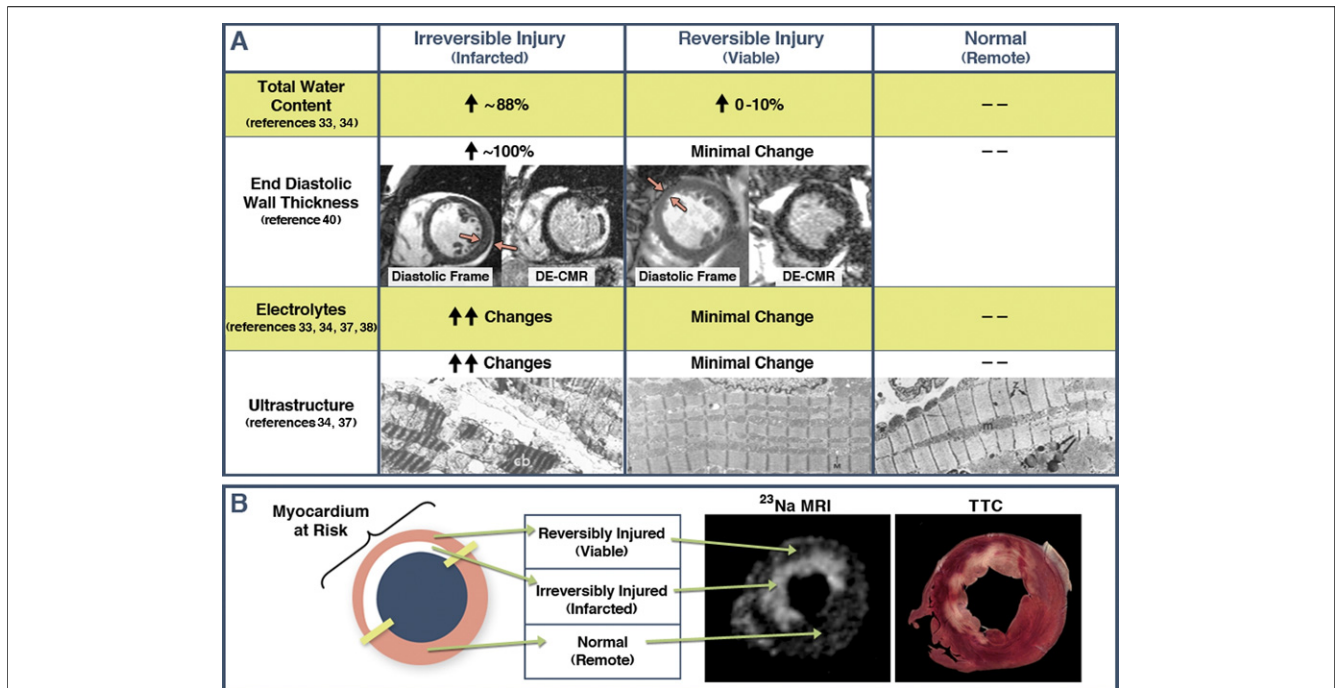 A
Irreversible Injury
(Infarcted)
Reversible Injury
(Viable)
Normal
(Remote)
Total Water
Content
(references 33, 34)
↑ ~88%
↑ 0-10%
– –
End Diastolic
Wall Thickness
(reference 40)
↑ ~100%
Minimal Change
– –
Diastolic Frame
DE-CMR
Diastolic Frame
DE-CMR
Electrolytes
(references 33, 34, 37, 38)
↑↑ Changes
Minimal Change
– –
Ultrastructure
(references 34, 37)
↑↑ Changes
Minimal Change
– –
cb
M
z
m
B
Myocardium
at Risk
Reversibly Injured
(Viable)
Irreversibly Injured
(Infarcted)
Normal
(Remote)
²³Na MRI
TTC